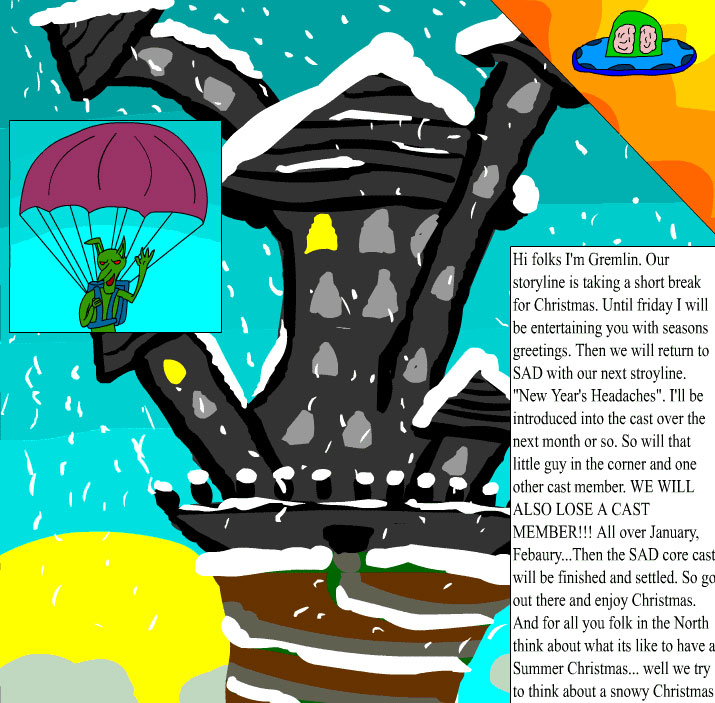 Hi folks I'm Gremlin. Our
storyline is taking a short break
for Christmas. Until friday I will
be entertaining you with seasons
greetings. Then we will return to
SAD with our next stroyline.
"New Year's Headaches". I'll be
introduced into the cast over the
next month or so. So will that
little guy in the corner and one
other cast member. WE WILL
ALSO LOSE A CAST
MEMBER!!! All over January,
Febaury...Then the SAD core cast
will be finished and settled. So go
out there and enjoy Christmas.
And for all you folk in the North
think about what its like to have a
Summer Christmas... well we try
to think about a snowy Christmas